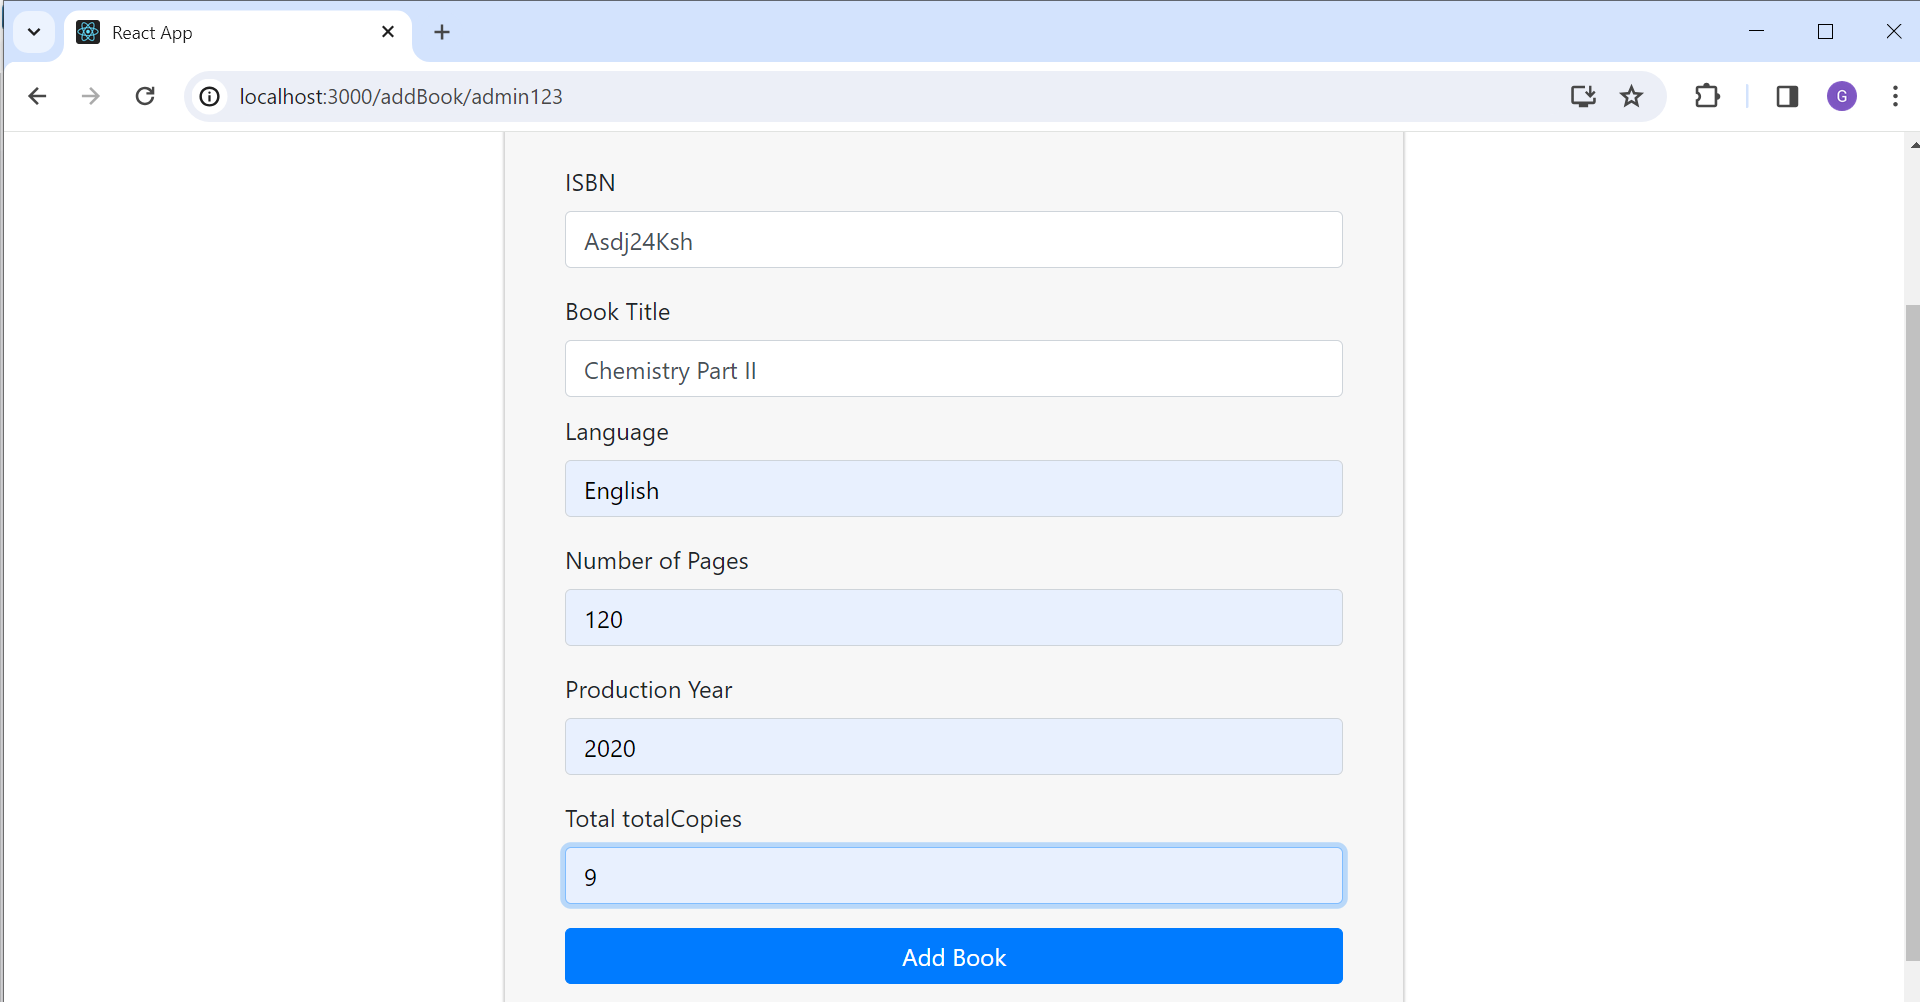 React App
localhost:3000/addBook/admin123
G
ISBN
Asdj24Ksh
Book Title
Chemistry Part II
Language
English
Number of Pages
120
Production Year
2020
Total totalCopies
9
Add Book